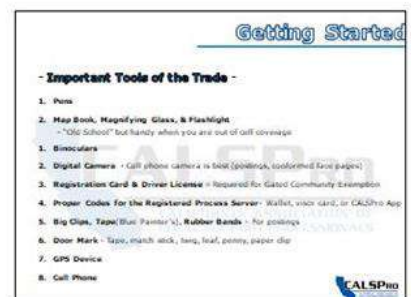 Getting Started
- Important Tools of the Trade -
1. Pens
2. Map Book, Magnifying Glass, & Flashlight
- "Old School" but handy when you are out of cell coverage
1. Binoculars
2. Digital Camera - Cell phone camera is best (postings, conformed face pages)
3. Registration Card & Driver License - Required for Gated Community Exemption
4. Proper Codes for the Registered Process Server- Wallet, visor card, or CALSPro App
5. Big Clips, Tape(Blue Painter's), Rubber Bands - for postings
6. Door Mark - Tape, match stick, twig, leaf, penny, paper clip
7. GPS Device
8. Cell Phone
CALSPRO
CALSPRO